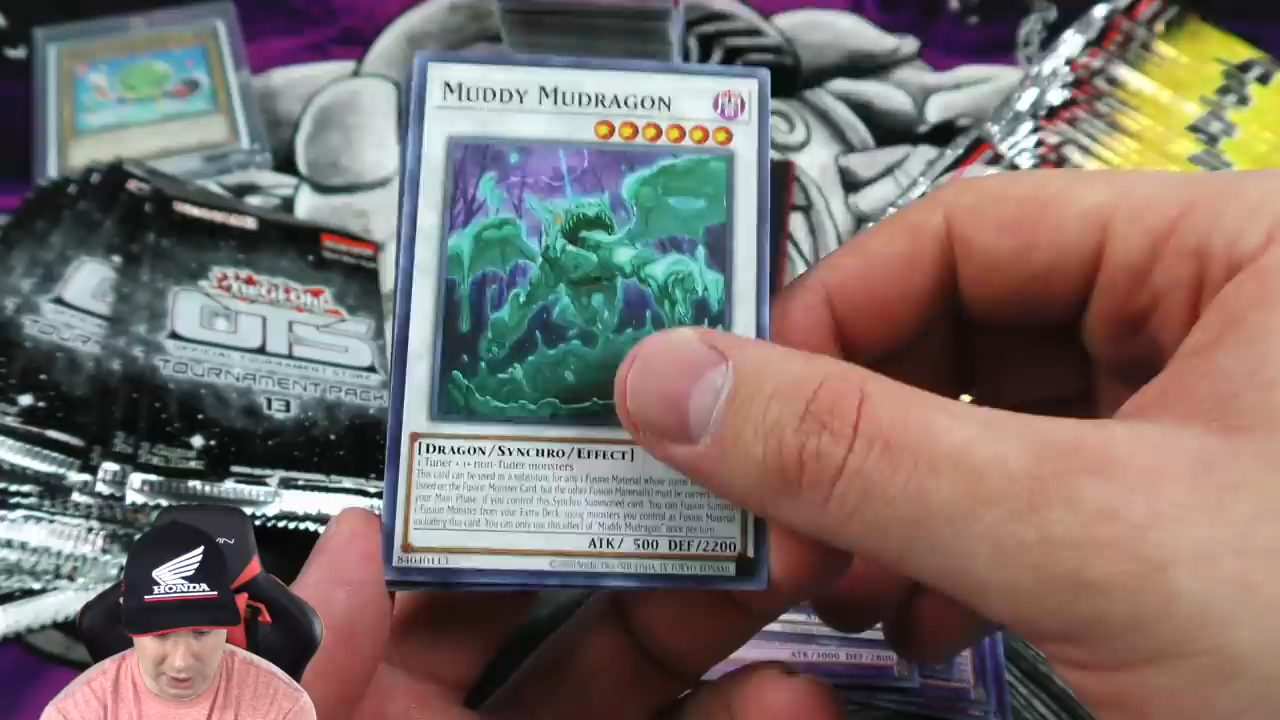 MUDDY MUDRAGON
[DRAGON/SYNCHRO/EFFECT]
1 Tuner + 1+ non-Tuner monsters
This card can be used as a substitute for any 1 Fusion Material whose name
listed on the Fusion Monster Card, but the other Fusion Material(s) must be correct.
your Main Phase, if you control this Synchro Summoned card: You can Fusion Summon
1 Fusion Monster from your Extra Deck, using monsters you control as Fusion Material
including this card. You can only use this effect of "Muddy Mudragon" once per turn.
ATK/ 500 DEF/2200
84040113
Yu-Gi-Oh!
OTS
OFFICIAL TOURNAMENT STORE
TOURNAMENT PACK
13
OTS
TOUR
HONDA
ATK/3000 DEF/2800